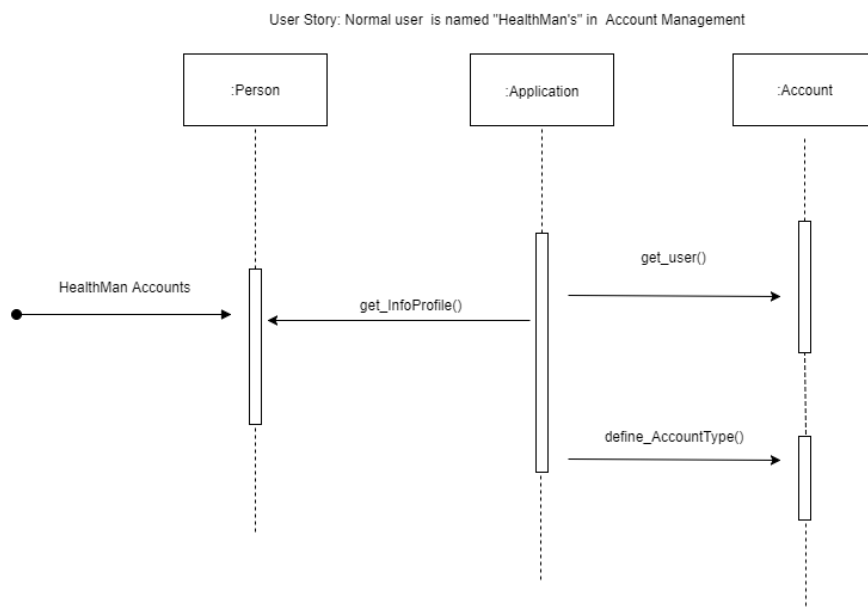 User Story: Normal user is named "HealthMan's" in Account Management
:Person
:Application
:Account
get_user()
HealthMan Accounts
get_InfoProfile()
define_AccountType()